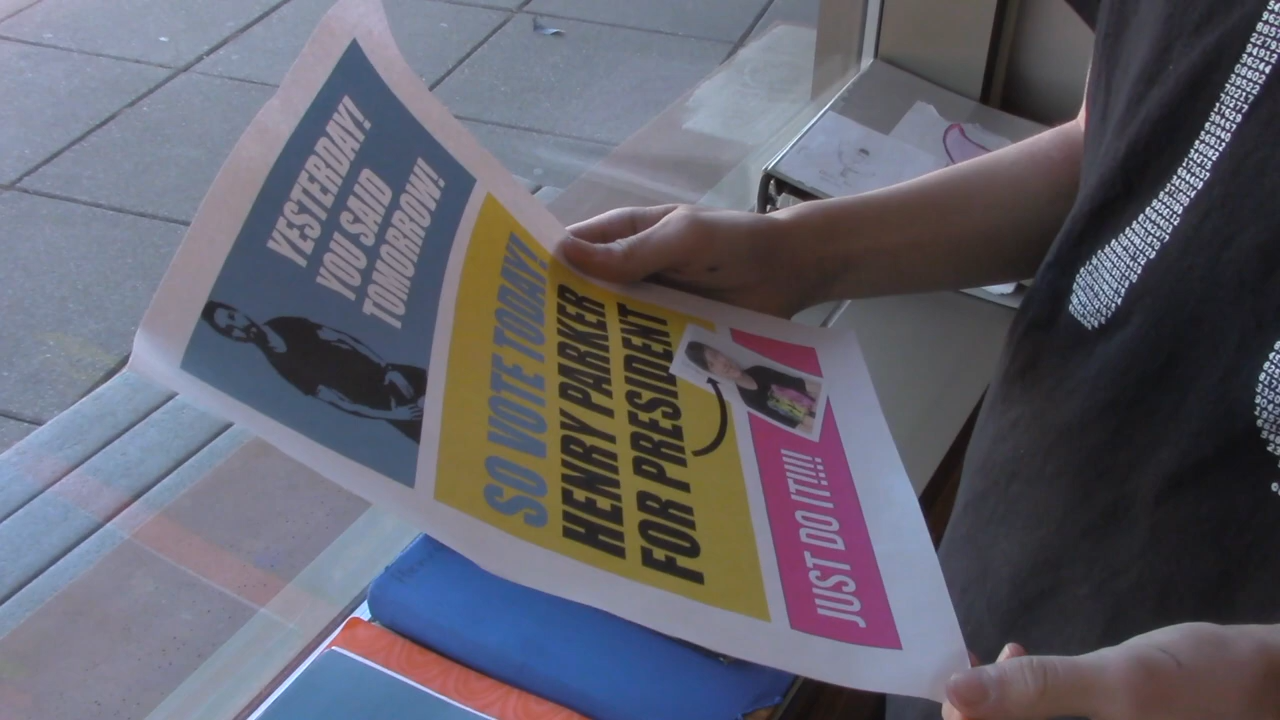 YESTERDAY!
YOU SAID
TOMORROW!
SO VOTE TODAY!
HENRY PARKER
FOR PRESIDENT
JUST DO IT!!!!